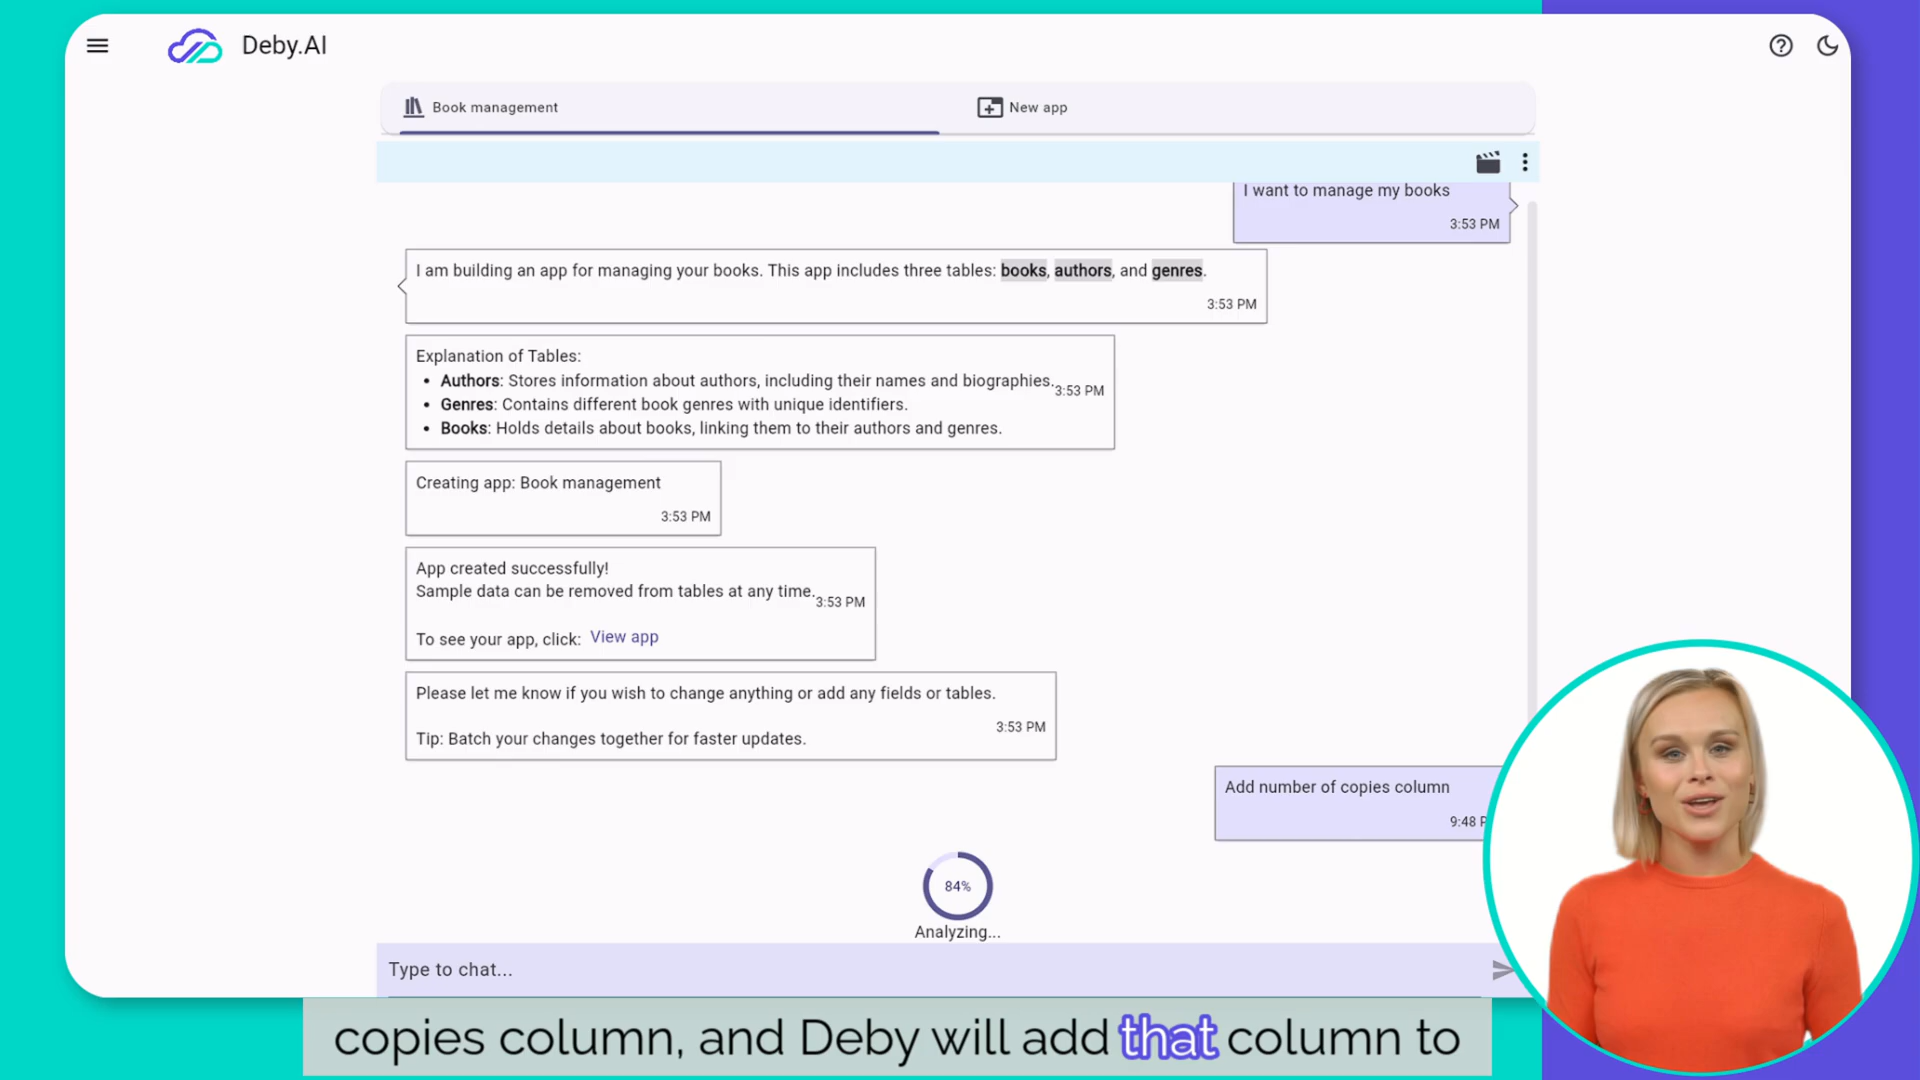 Deby.AI
Book management
New app
I want to manage my books
3:53 PM
I am building an app for managing your books. This app includes three tables: books, authors, and genres.
3:53 PM
Explanation of Tables:
• Authors: Stores information about authors, including their names and biographies.
3:53 PM
• Genres: Contains different book genres with unique identifiers.
• Books: Holds details about books, linking them to their authors and genres.
Creating app: Book management
3:53 PM
App created successfully!
Sample data can be removed from tables at any time.
3:53 PM
To see your app, click: View app
Please let me know if you wish to change anything or add any fields or tables.
3:53 PM
Tip: Batch your changes together for faster updates.
Add number of copies column
9:48 P
84%
Analyzing...
Type to chat...
copies column, and Deby will add that column to